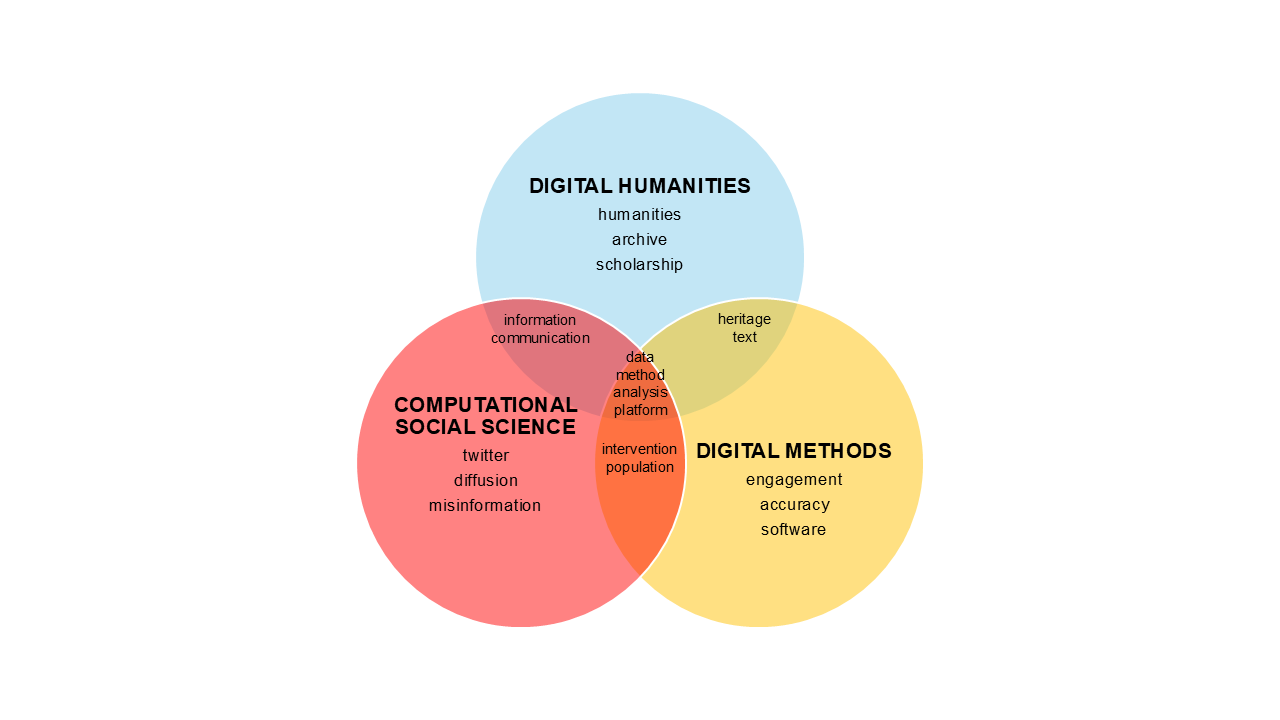 DIGITAL HUMANITIES
humanities
archive
scholarship
information
communication
heritage
text
data
method
analysis
platform
COMPUTATIONAL
SOCIAL SCIENCE
twitter
diffusion
misinformation
intervention
population
DIGITAL METHODS
engagement
accuracy
software